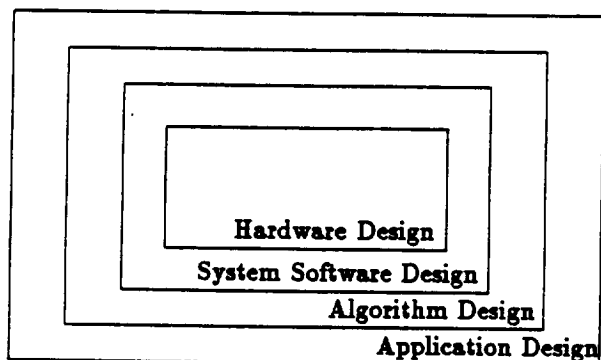 Hardware Design
System Software Design
Algorithm Design
Application Design